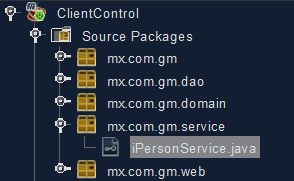 ClientControl
Source Packages
mx.com.gm
mx.com.gm.dao
mx.com.gm.domain
mx.com.gm.service
iPersonService.java
mx.com.gm.web